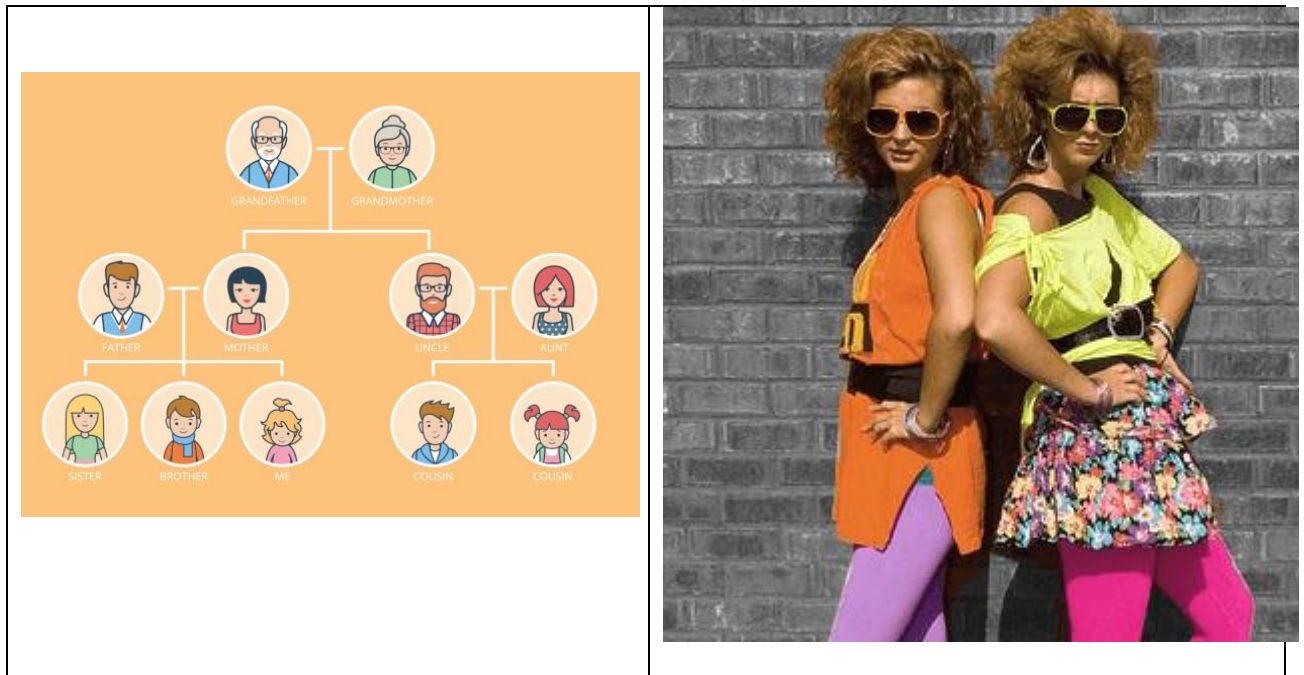 GRANDFATHER GRANDMOTHER
FATHER MOTHER UNCLE AUNT
SISTER BROTHER ME COUSIN COUSIN